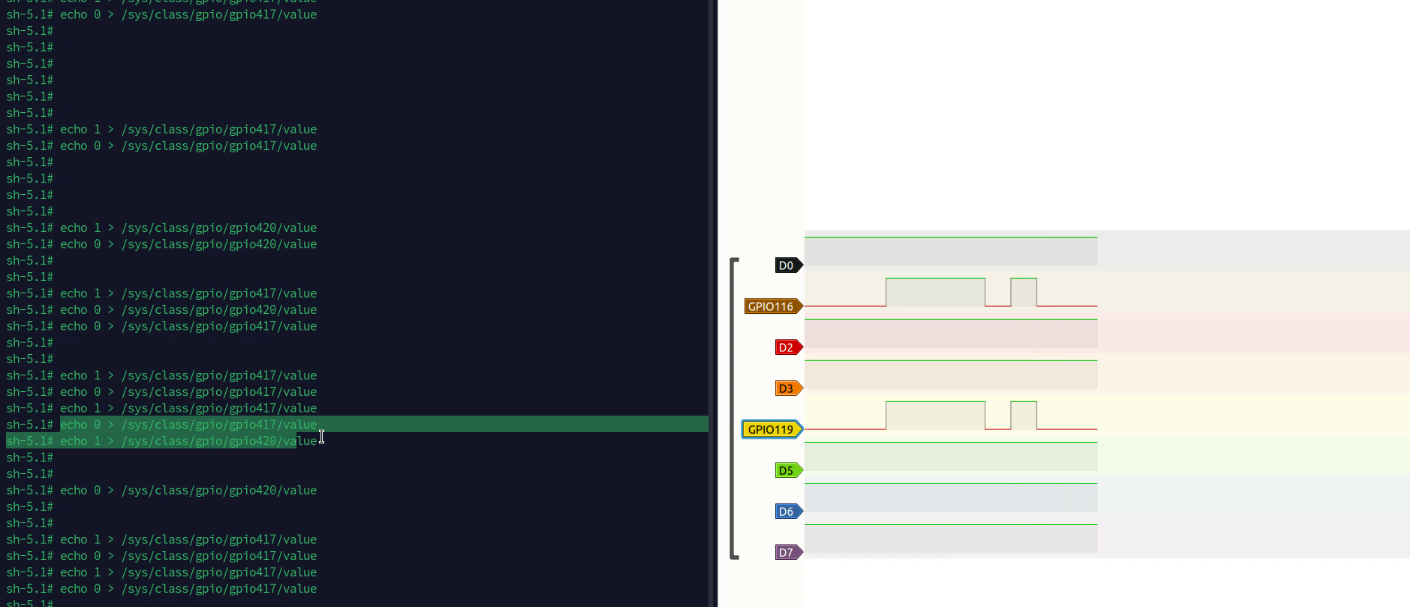 sh-5.1# echo 0 > /sys/class/gpio/gpio417/value
sh-5.1#
sh-5.1#
sh-5.1#
sh-5.1#
sh-5.1#
sh-5.1#
sh-5.1# echo 1 > /sys/class/gpio/gpio417/value
sh-5.1# echo 0 > /sys/class/gpio/gpio417/value
sh-5.1#
sh-5.1#
sh-5.1#
sh-5.1#
sh-5.1# echo 1 > /sys/class/gpio/gpio420/value
sh-5.1# echo 0 > /sys/class/gpio/gpio420/value
sh-5.1#
sh-5.1#
sh-5.1# echo 1 > /sys/class/gpio/gpio417/value
sh-5.1# echo 0 > /sys/class/gpio/gpio420/value
sh-5.1# echo 0 > /sys/class/gpio/gpio417/value
sh-5.1#
sh-5.1#
sh-5.1# echo 1 > /sys/class/gpio/gpio417/value
sh-5.1# echo 0 > /sys/class/gpio/gpio417/value
sh-5.1# echo 1 > /sys/class/gpio/gpio417/value
sh-5.1# echo 0 > /sys/class/gpio/gpio417/value
sh-5.1# echo 1 > /sys/class/gpio/gpio420/value
sh-5.1#
sh-5.1#
sh-5.1# echo 0 > /sys/class/gpio/gpio420/value
sh-5.1#
sh-5.1#
sh-5.1# echo 1 > /sys/class/gpio/gpio417/value
sh-5.1# echo 0 > /sys/class/gpio/gpio417/value
sh-5.1# echo 1 > /sys/class/gpio/gpio417/value
sh-5.1# echo 0 > /sys/class/gpio/gpio417/value
sh-5.1#
D0
GPIO116
D2
D3
GPIO119
D5
D6
D7